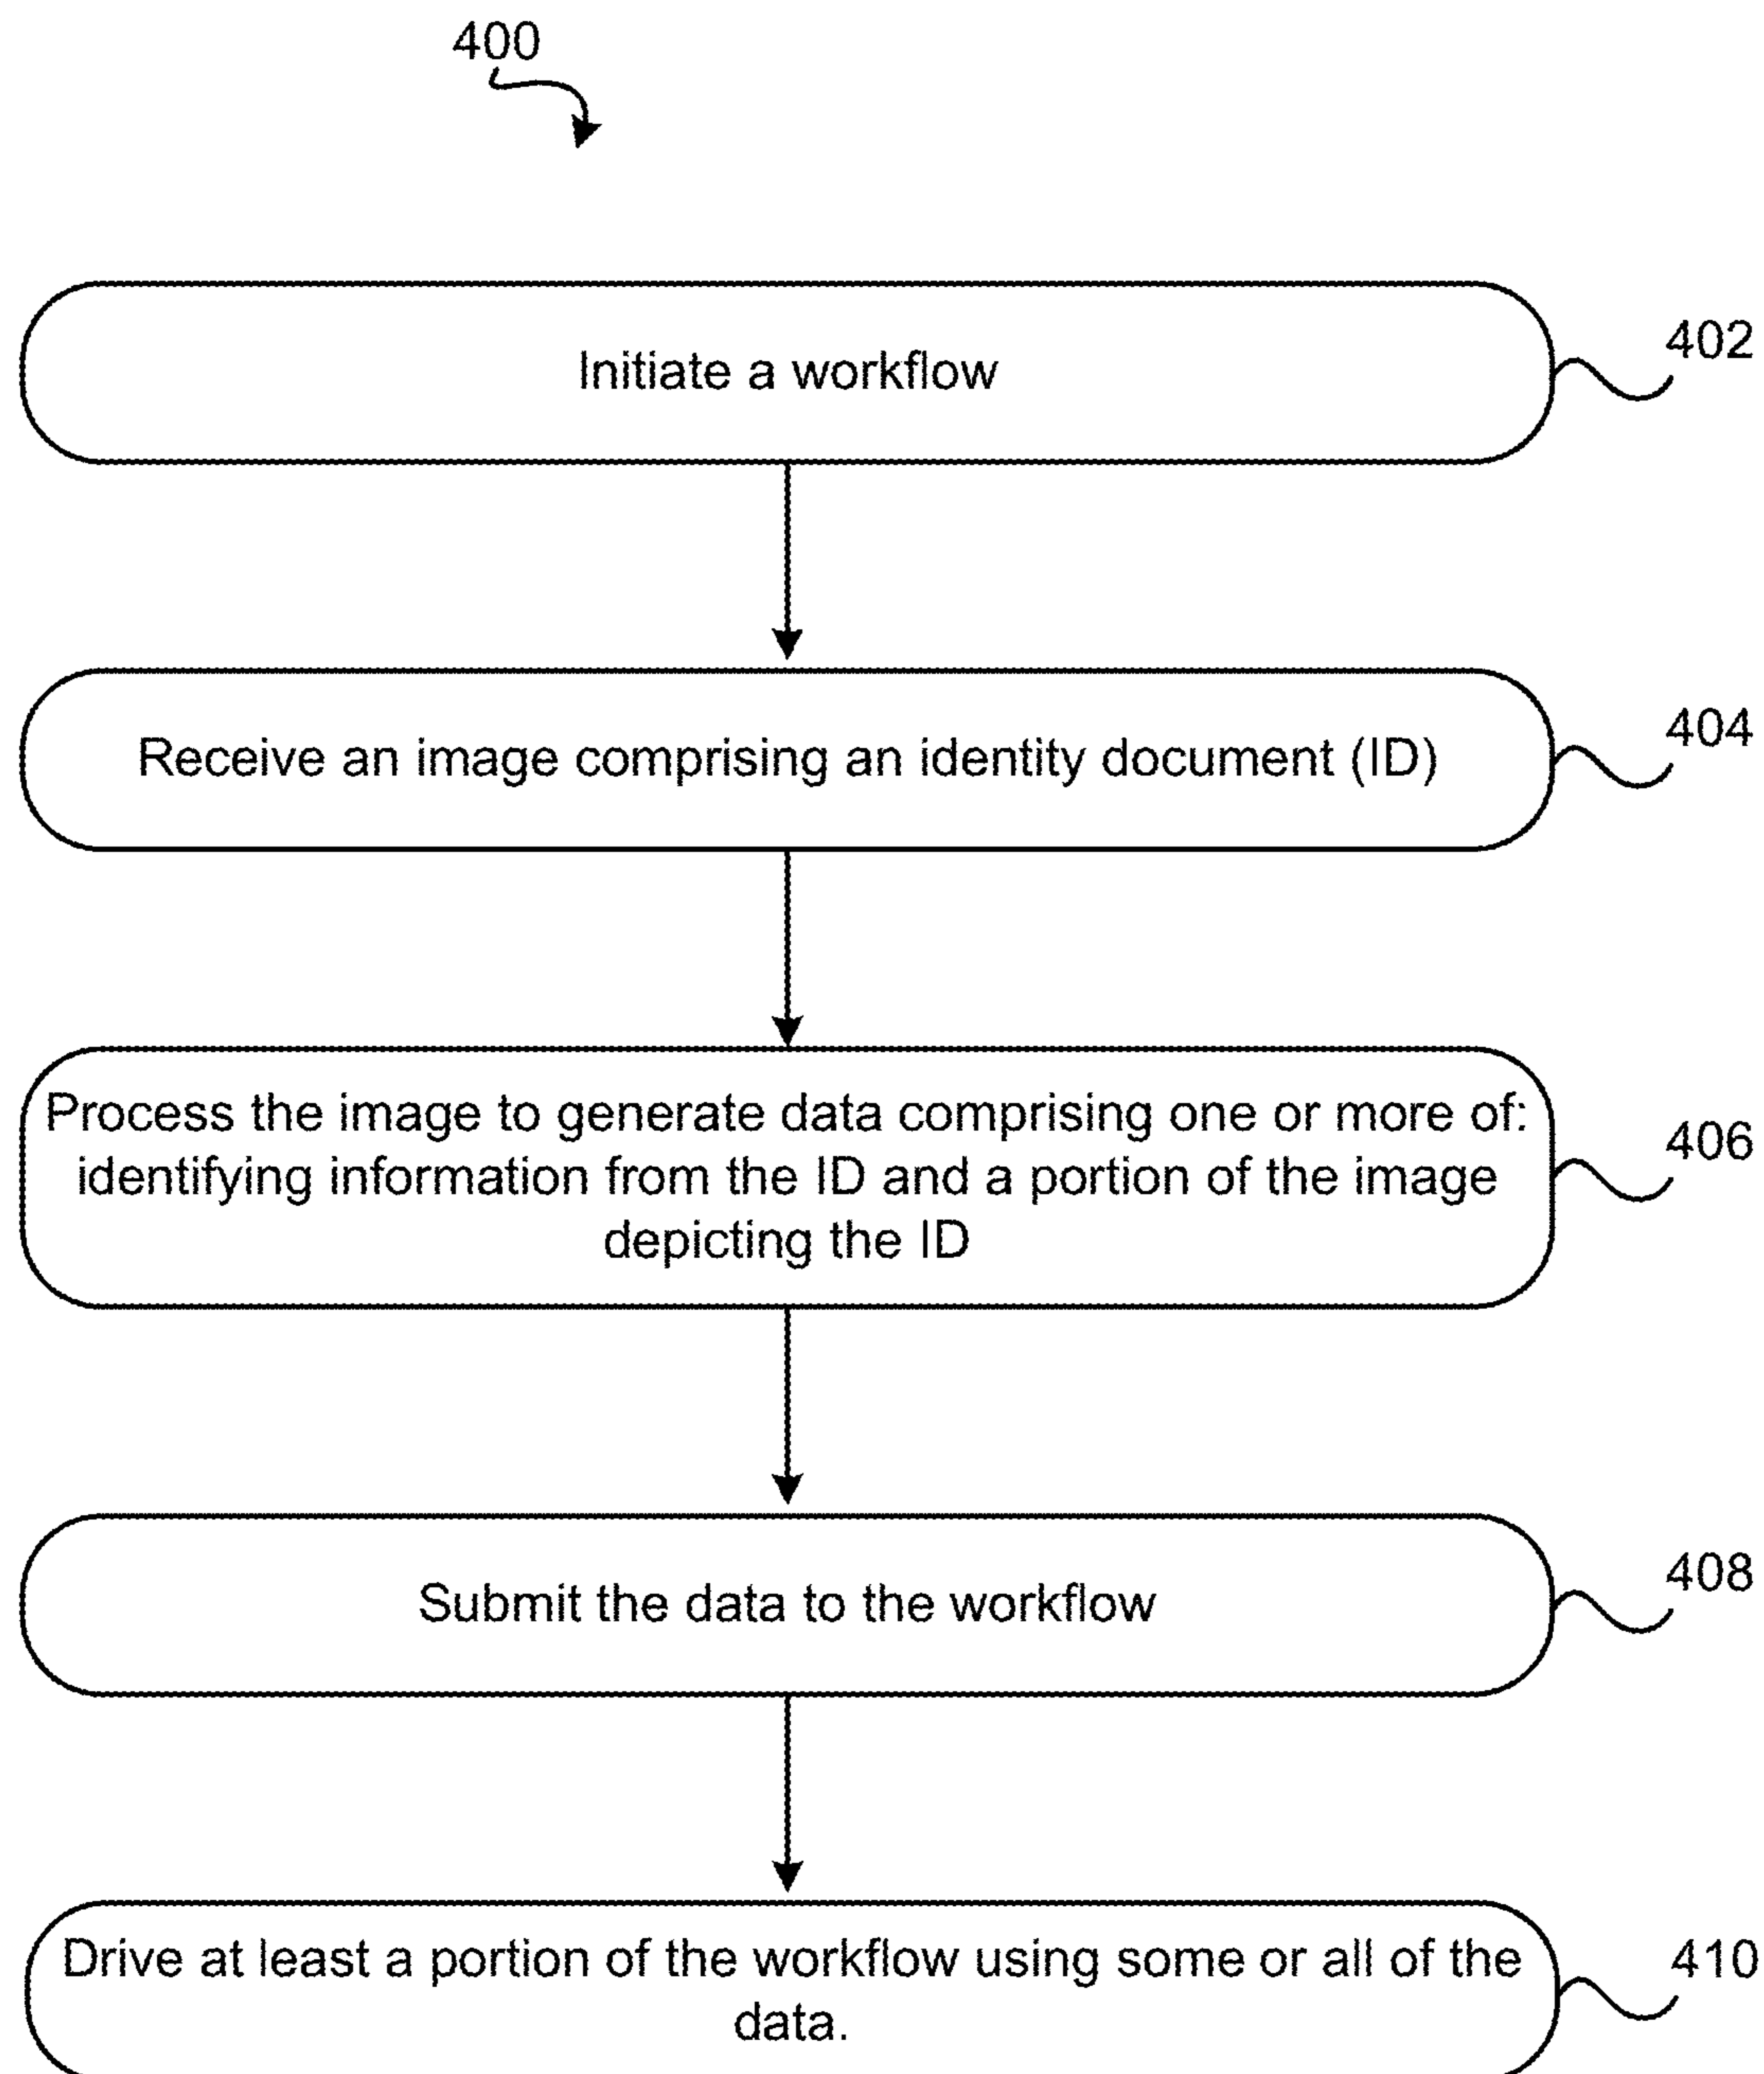 400
Initiate a workflow
402
Receive an image comprising an identity document (ID)
404
Process the image to generate data comprising one or more of:
identifying information from the ID and a portion of the image
depicting the ID
406
Submit the data to the workflow
408
Drive at least a portion of the workflow using some or all of the
data.
410